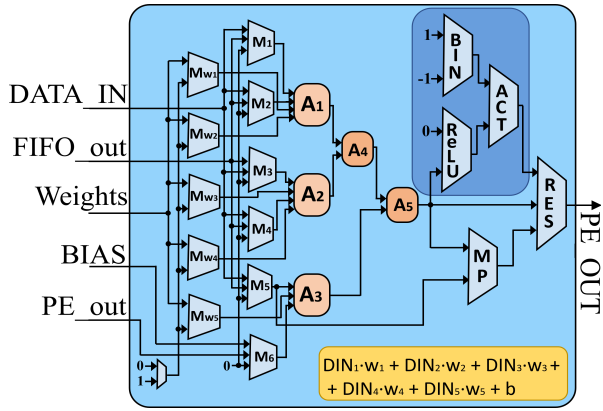 DATA_IN
FIFO_out
Weights
BIAS
PE_out
0
1
Mw1
Mw2
Mw3
Mw4
Mw5
M1
M2
M3
M4
M5
M6
0
A1
A2
A3
A4
A5
1
-1
BIN
0
ReLU
ACT
MP
RES
PE_OUT
DIN1·w1 + DIN2·w2 + DIN3·w3 +
+ DIN4·w4 + DIN5·w5 + b